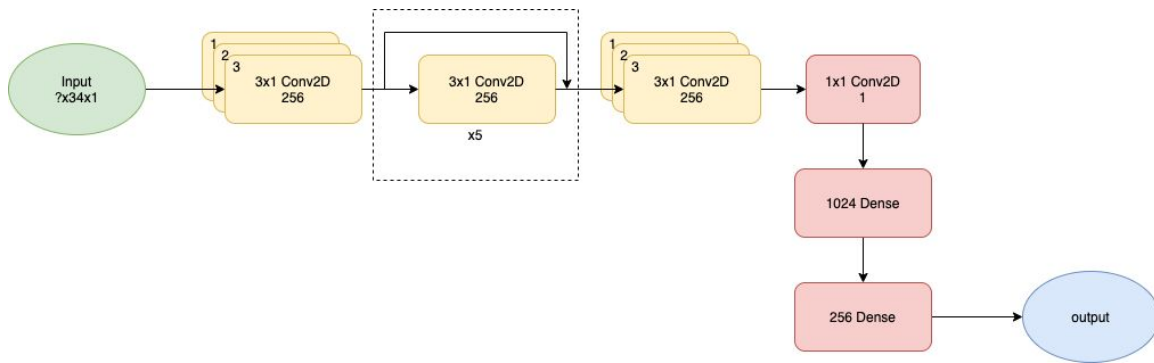 Input
?x34x1
1
2
3
3x1 Conv2D
256
3x1 Conv2D
256
x5
1
2
3
3x1 Conv2D
256
1x1 Conv2D
1
1024 Dense
256 Dense
output